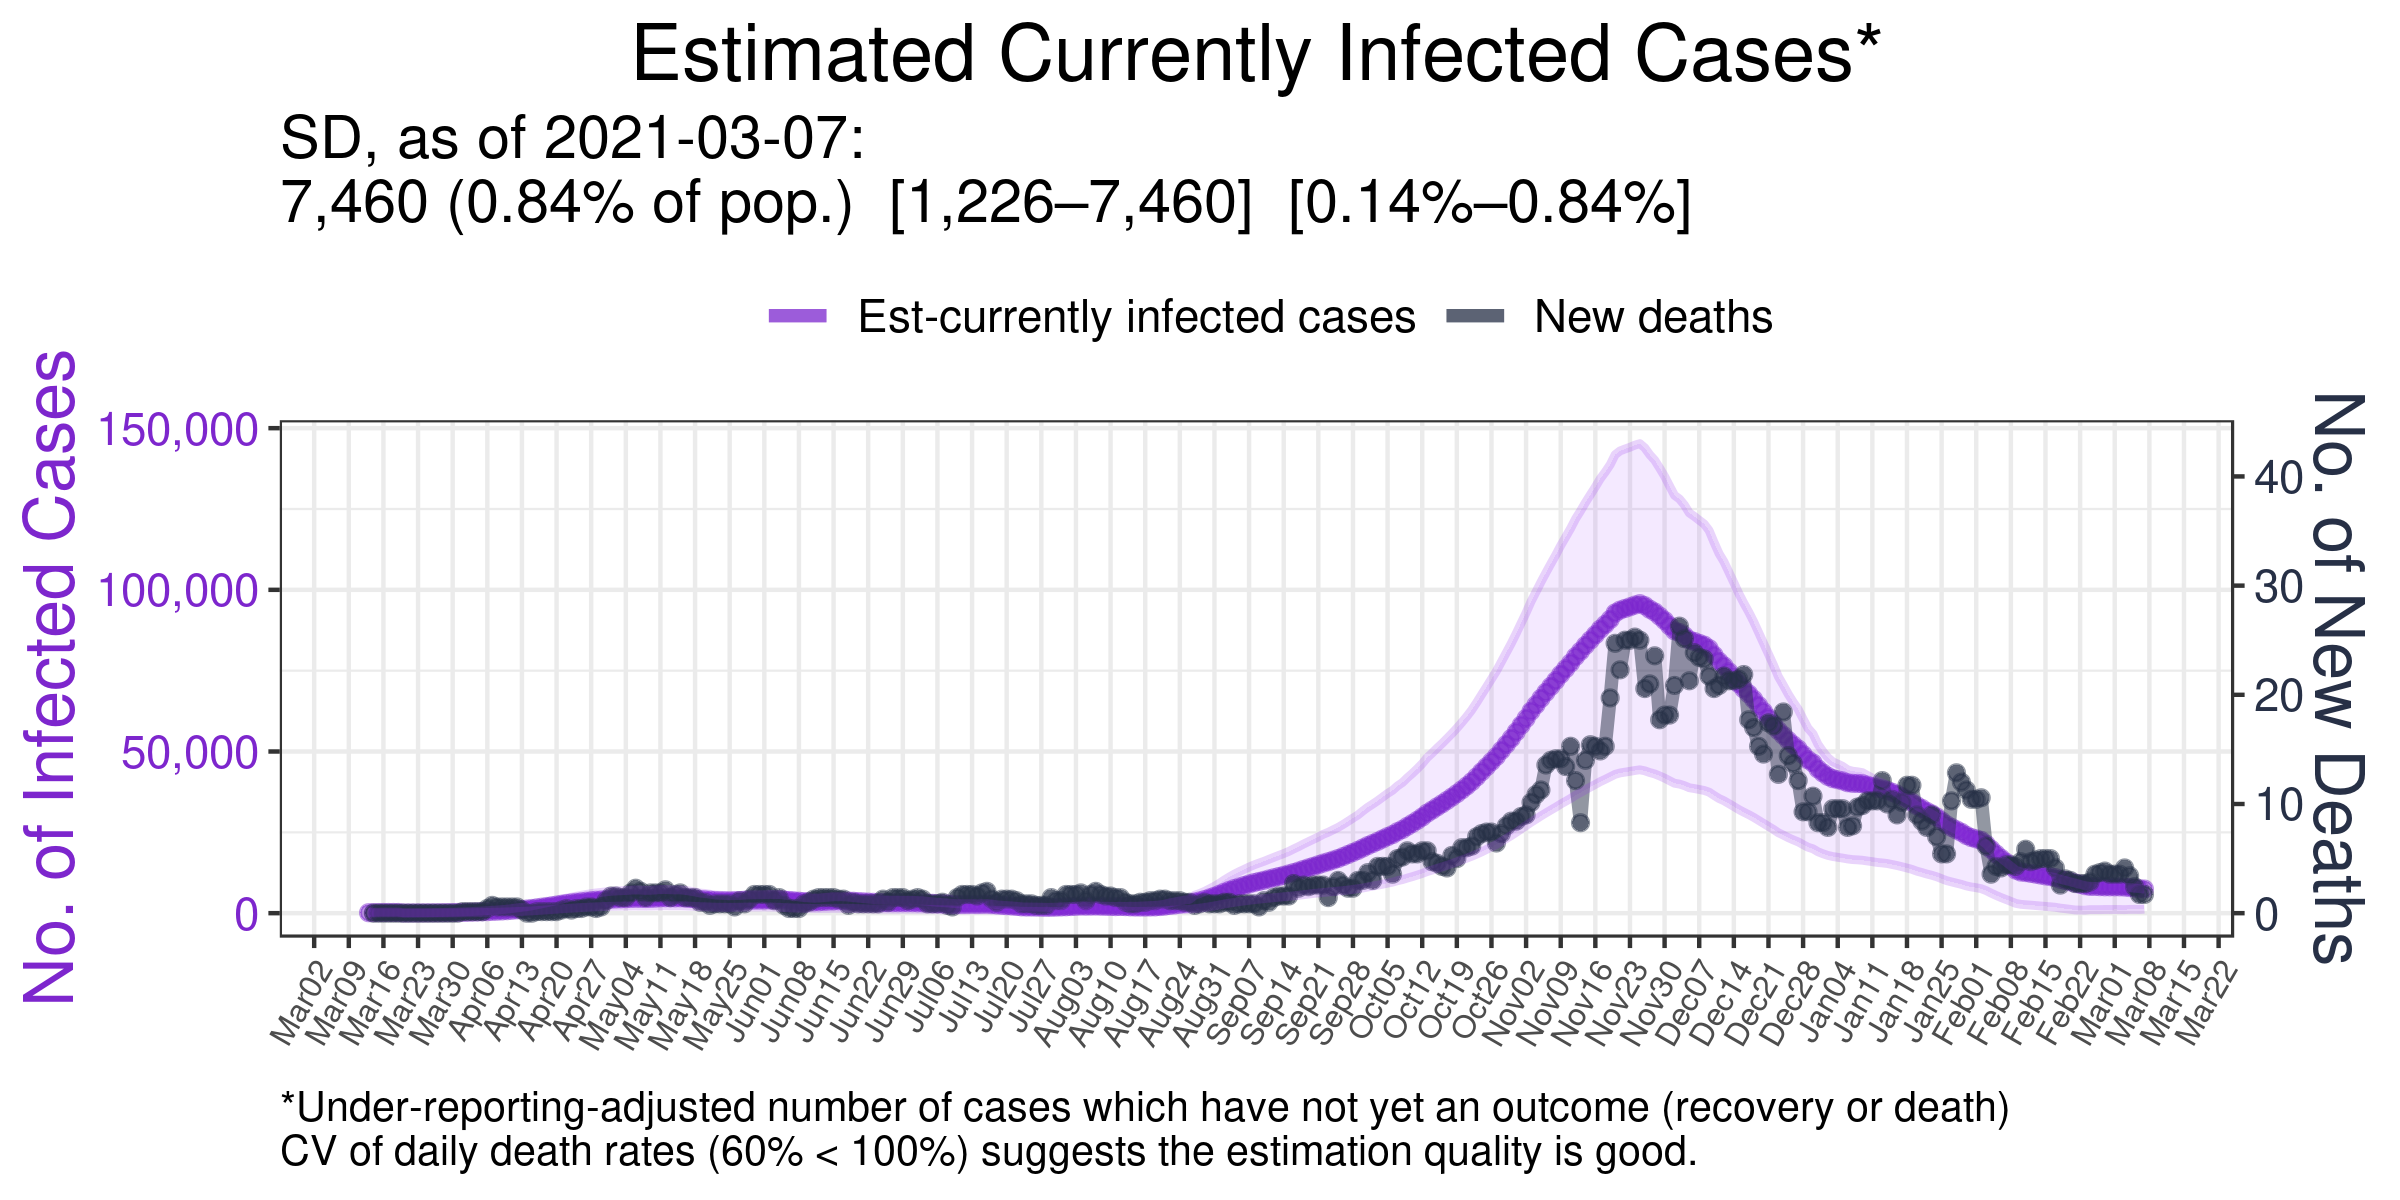 Estimated Currently Infected Cases*
SD, as of 2021-03-07:
7,460 (0.84% of pop.)  [1,226–7,460]  [0.14%–0.84%]
Est-currently infected cases
New deaths
No. of Infected Cases
150,000
100,000
50,000
0
No. of New Deaths
40
30
20
10
0
Mar02
Mar09
Mar16
Mar23
Mar30
Apr06
Apr13
Apr20
Apr27
May04
May11
May18
May25
Jun01
Jun08
Jun15
Jun22
Jun29
Jul06
Jul13
Jul20
Jul27
Aug03
Aug10
Aug17
Aug24
Aug31
Sep07
Sep14
Sep21
Sep28
Oct05
Oct12
Oct19
Oct26
Nov02
Nov09
Nov16
Nov23
Nov30
Dec07
Dec14
Dec21
Dec28
Jan04
Jan11
Jan18
Jan25
Feb01
Feb08
Feb15
Feb22
Mar01
Mar08
Mar15
Mar22
*Under-reporting-adjusted number of cases which have not yet an outcome (recovery or death)
CV of daily death rates (60% < 100%) suggests the estimation quality is good.